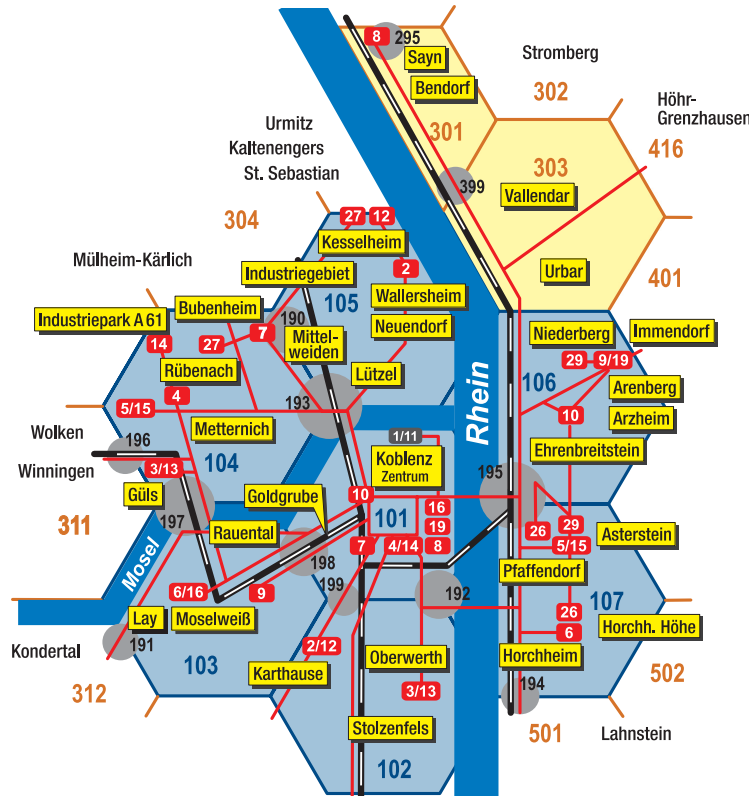 8
295
Sayn
Stromberg
Bendorf
302
Höhr-
Grenzhausen
301
Urmitz
Kaltenengers
St. Sebastian
416
303
399
Vallendar
304
27
12
Kesselheim
Mülheim-Kärlich
Industriegebiet
2
Urbar
401
105
Wallersheim
Bubenheim
Industriepark A 61
190
Neuendorf
Niederberg
Immendorf
14
27
7
Mittel-
weiden
29
9/19
Rübenach
Lützel
106
Arenberg
4
193
5/15
10
Arzheim
Metternich
Rhein
Wolken
196
1/11
Ehrenbreitstein
Winningen
3/13
104
Koblenz
Zentrum
195
Güls
Goldgrube
10
16
311
197
101
19
26
29
Asterstein
Rauental
7
4/14
8
5/15
Mosel
198
Pfaffendorf
6/16
9
199
192
26
107
Lay
Moselweiß
Horchh. Höhe
191
2/12
6
Kondertal
103
Oberwerth
Horchheim
502
Karthause
312
3/13
194
Stolzenfels
501
Lahnstein
102